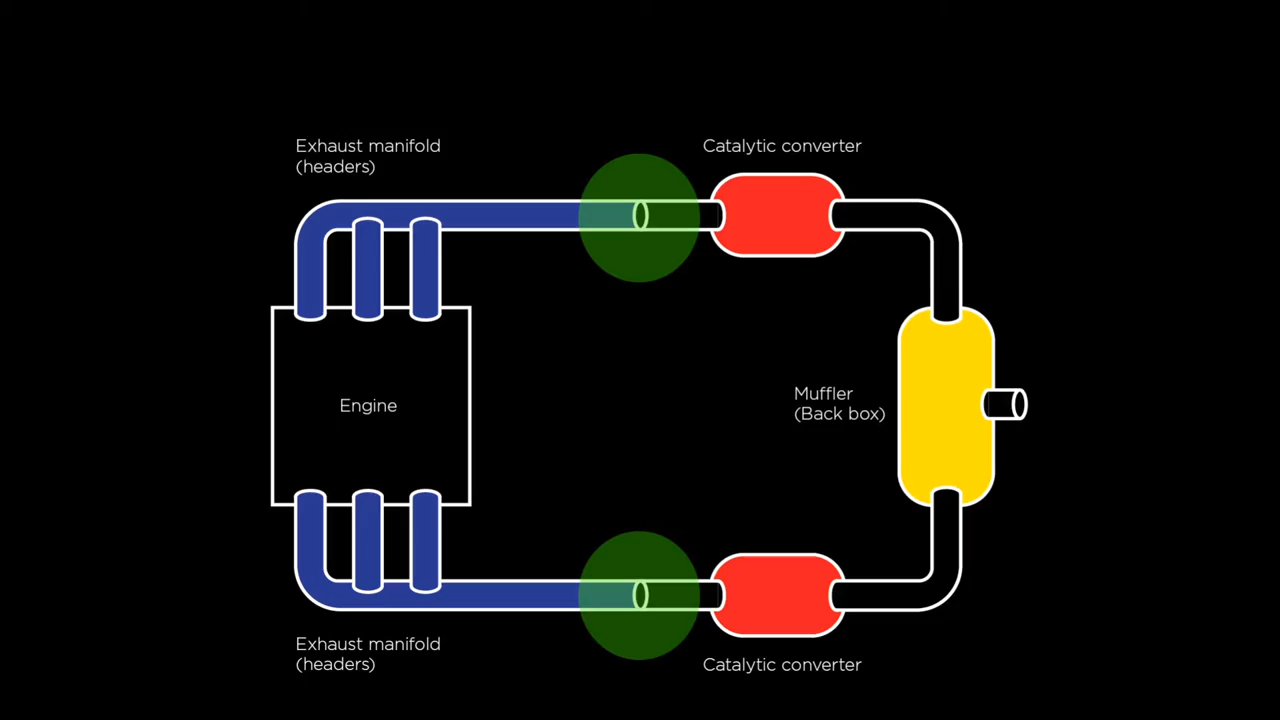 Exhaust manifold
(headers)
Catalytic converter
Engine
Muffler
(Back box)
Exhaust manifold
(headers)
Catalytic converter